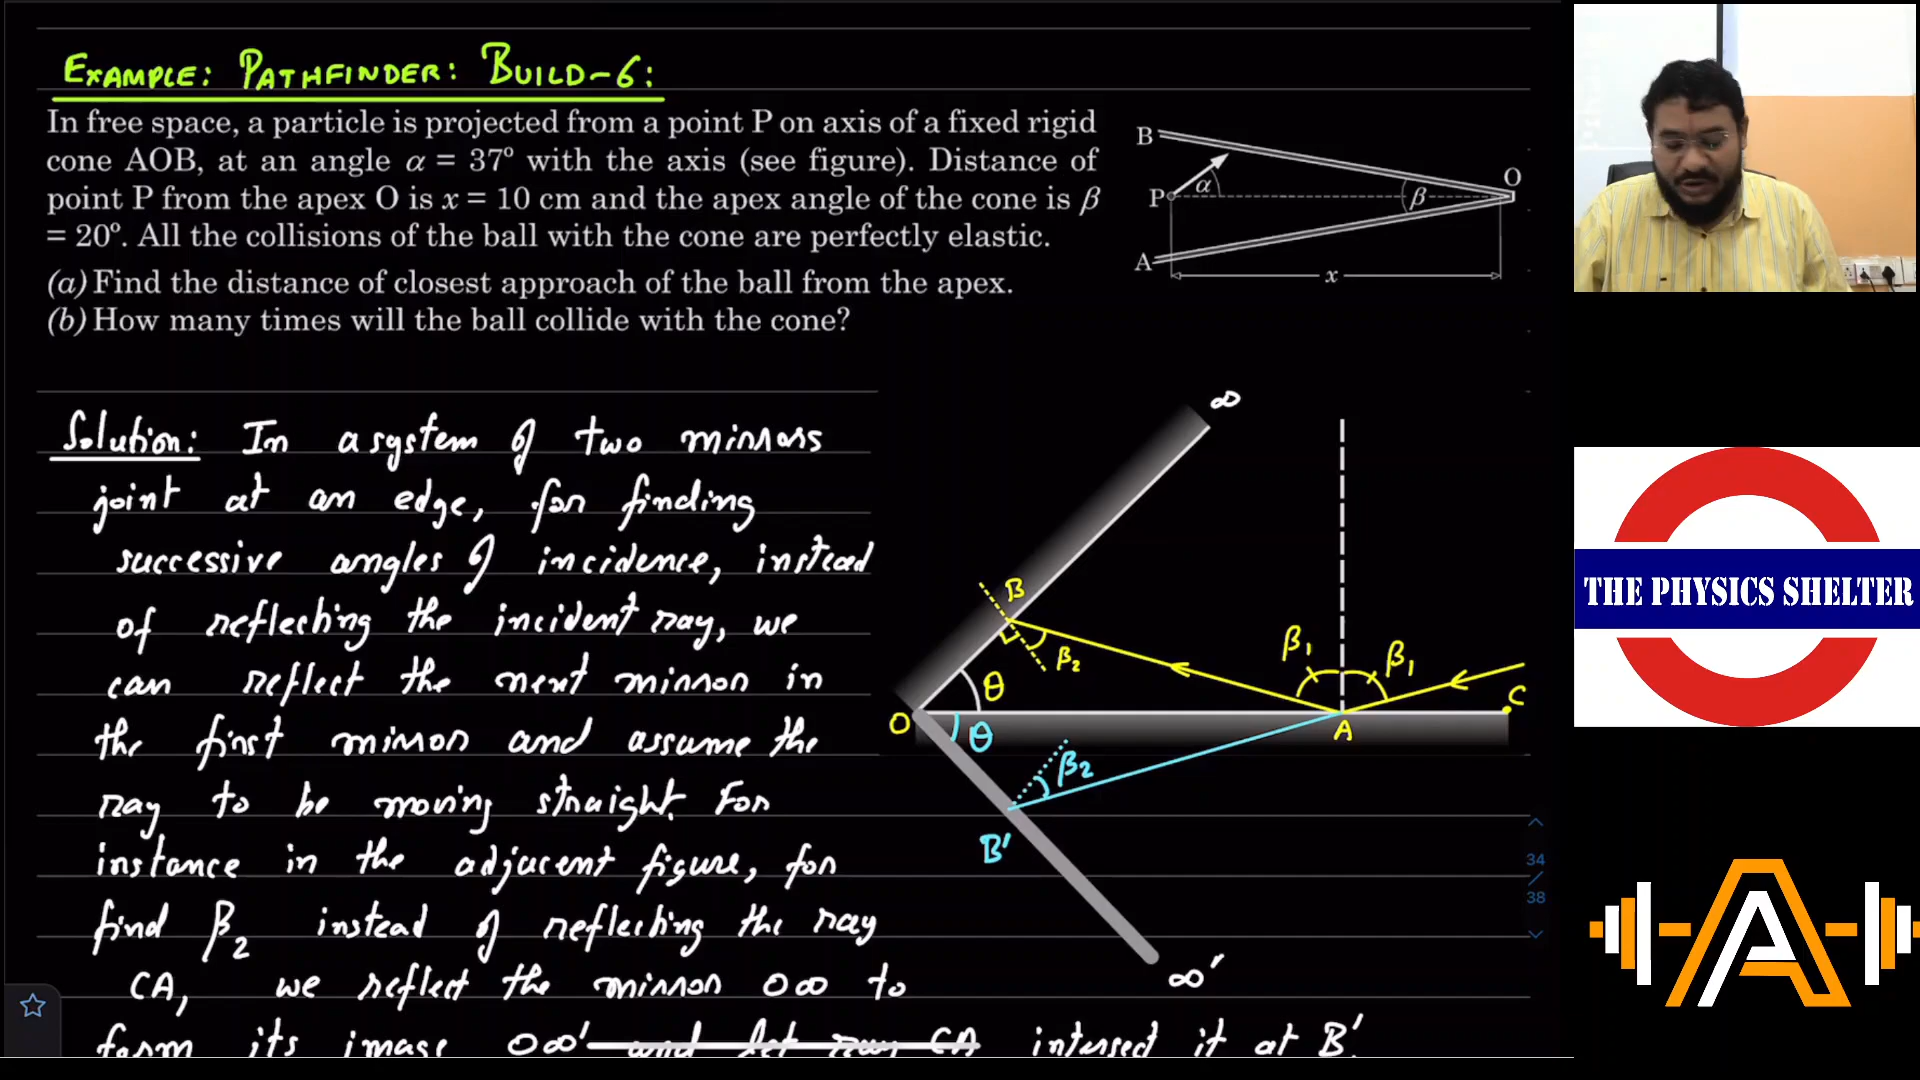 EXAMPLE: PATHFINDER: BUILD-6:
In free space, a particle is projected from a point P on axis of a fixed rigid
cone AOB, at an angle α = 37° with the axis (see figure). Distance of
point P from the apex O is x = 10 cm and the apex angle of the cone is β
= 20°. All the collisions of the ball with the cone are perfectly elastic.
(a) Find the distance of closest approach of the ball from the apex.
(b) How many times will the ball collide with the cone?
B
O
P
α
β
A
x
Solution: In a system of two mirrors
joint at an edge, for finding
successive angles of incidence, instead
of reflecting the incident ray, we
can reflect the next mirror in
the first mirror and assume the
ray to be moving straight. For
instance in the adjacent figure, for
find β₂ instead of reflecting the ray
CA, we reflect the mirror O∞ to
form its image O∞' and let ray CA intersect it at B'.
∞
B
β₂
β₁
β₁
θ
C
O
A
θ
β₂
B'
∞'
34
/
38
THE PHYSICS SHELTER